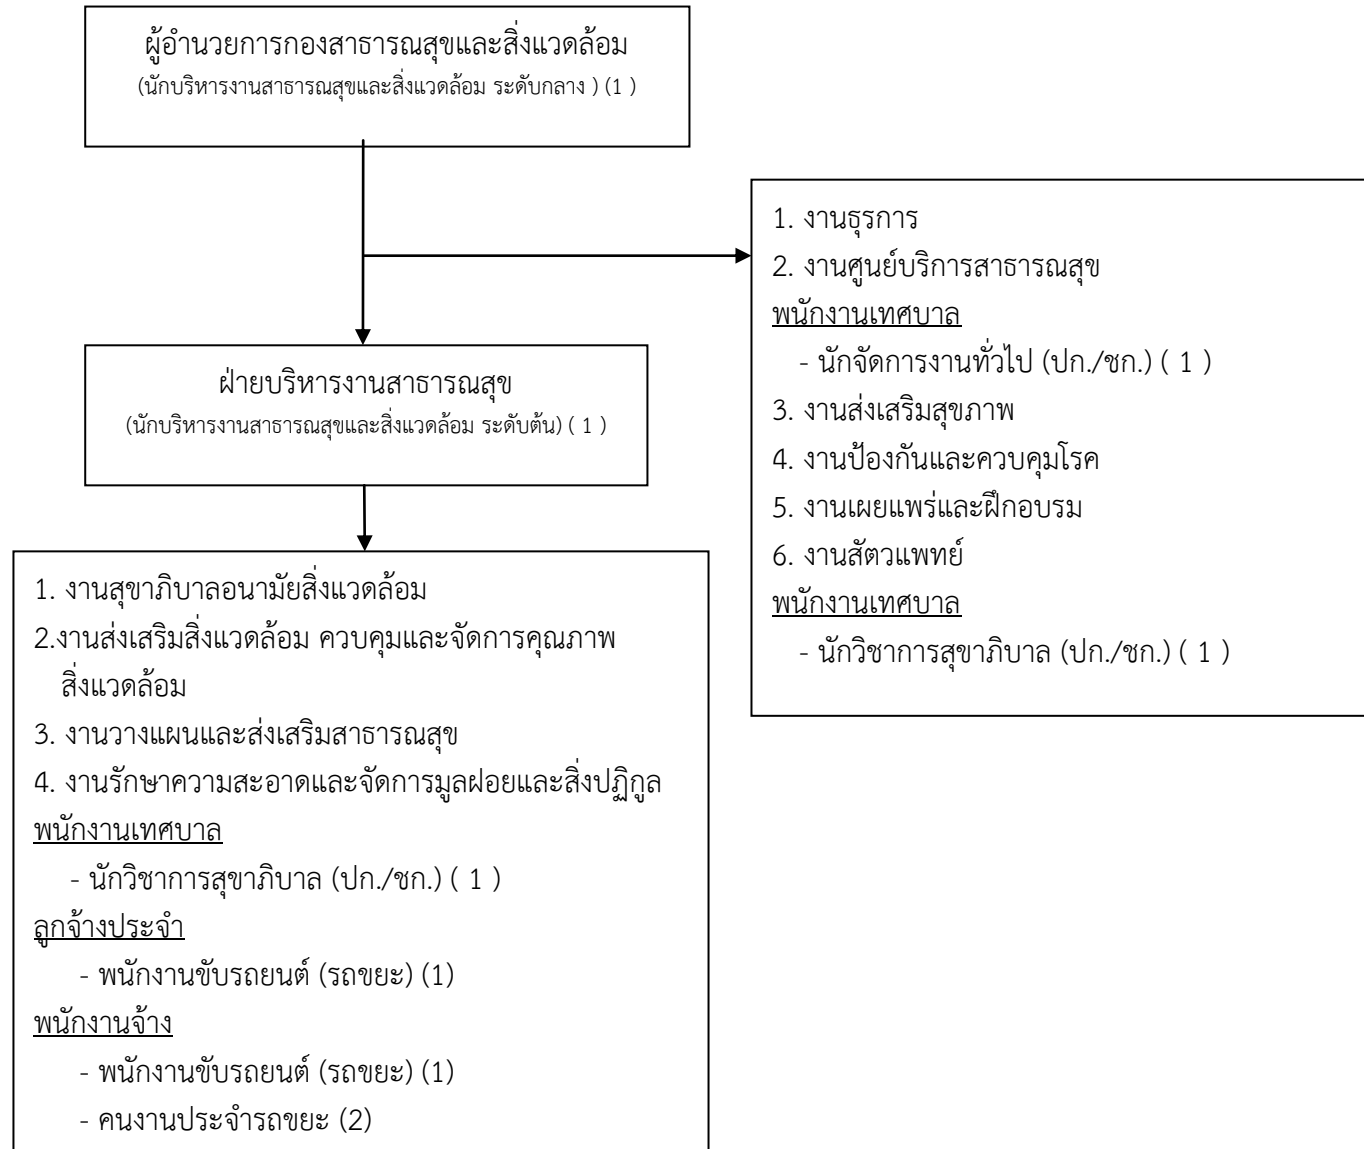 ผู้อำนวยการกองสาธารณสุขและสิ่งแวดล้อม
(นักบริหารงานสาธารณสุขและสิ่งแวดล้อม ระดับกลาง ) (1 )
1. งานธุรการ
2. งานศูนย์บริการสาธารณสุข
พนักงานเทศบาล
- นักจัดการงานทั่วไป (ปก./ชก.) ( 1 )
3. งานส่งเสริมสุขภาพ
4. งานป้องกันและควบคุมโรค
5. งานเผยแพร่และฝึกอบรม
6. งานสัตวแพทย์
พนักงานเทศบาล
- นักวิชาการสุขาภิบาล (ปก./ชก.) ( 1 )
ฝ่ายบริหารงานสาธารณสุข
(นักบริหารงานสาธารณสุขและสิ่งแวดล้อม ระดับต้น) ( 1 )
1. งานสุขาภิบาลอนามัยสิ่งแวดล้อม
2.งานส่งเสริมสิ่งแวดล้อม ควบคุมและจัดการคุณภาพ
สิ่งแวดล้อม
3. งานวางแผนและส่งเสริมสาธารณสุข
4. งานรักษาความสะอาดและจัดการมูลฝอยและสิ่งปฏิกูล
พนักงานเทศบาล
- นักวิชาการสุขาภิบาล (ปก./ชก.) ( 1 )
ลูกจ้างประจำ
- พนักงานขับรถยนต์ (รถขยะ) (1)
พนักงานจ้าง
- พนักงานขับรถยนต์ (รถขยะ) (1)
- คนงานประจำรถขยะ (2)